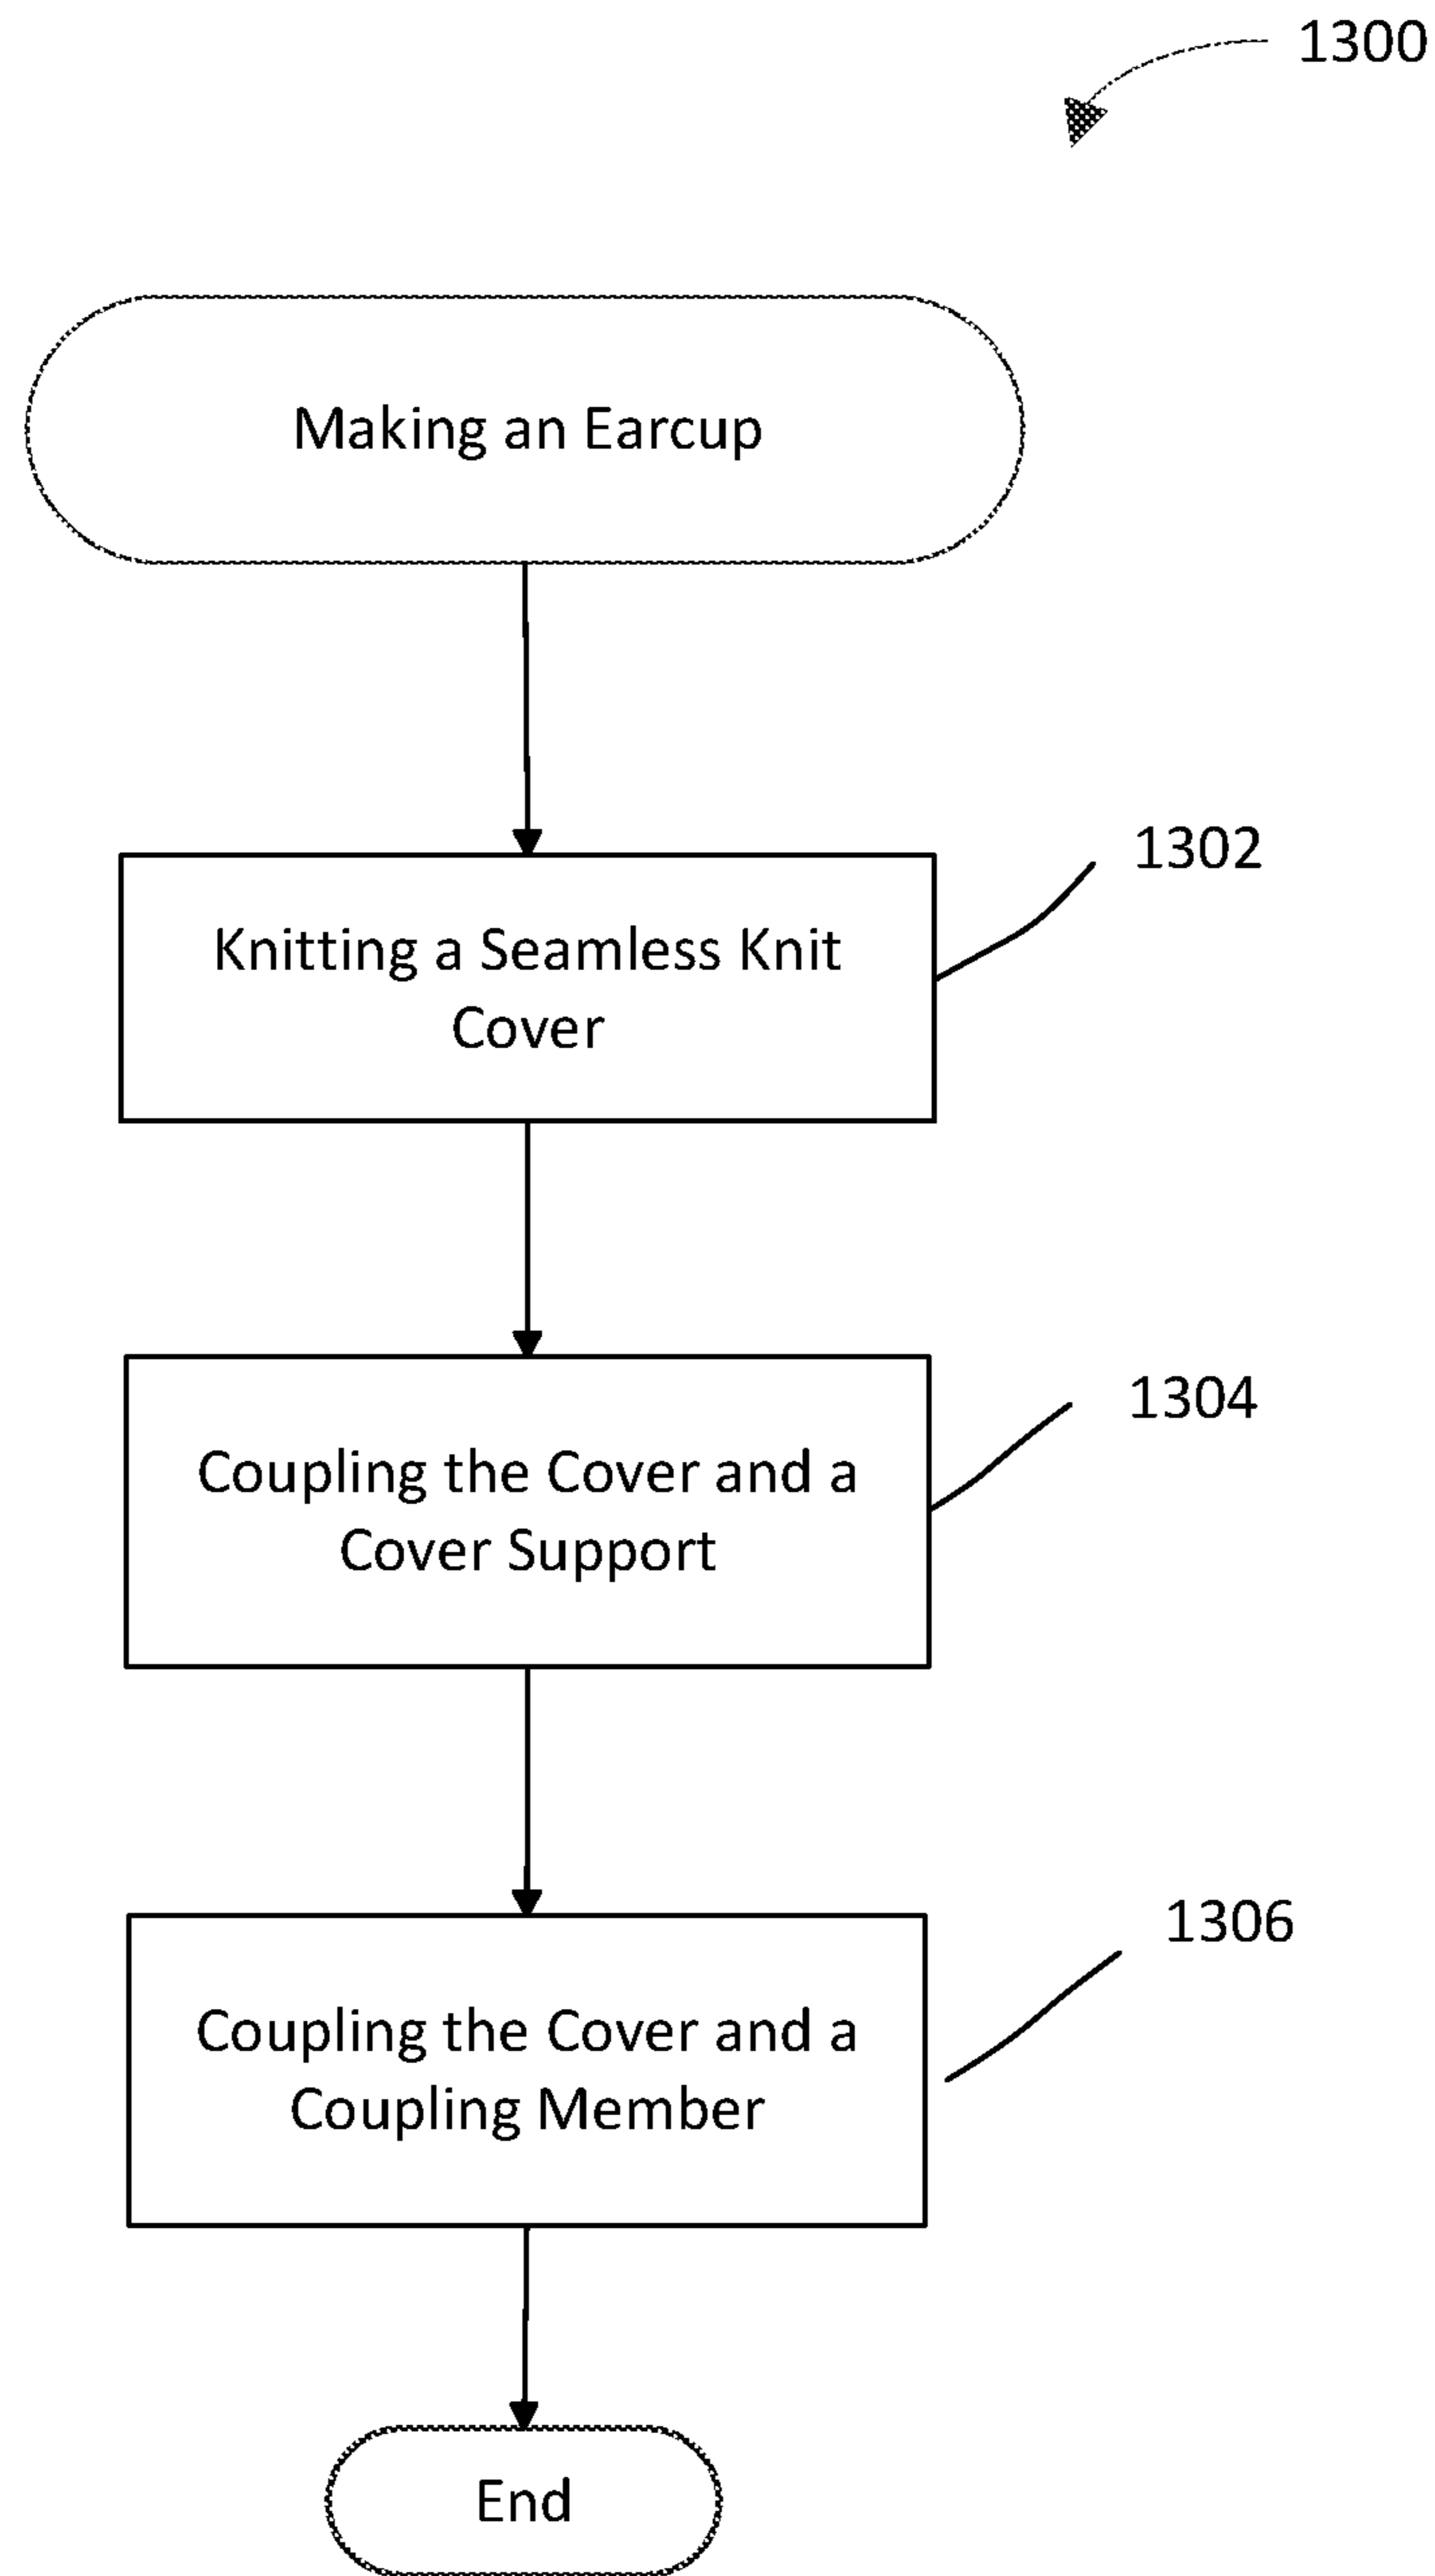 1300
Making an Earcup
1302
Knitting a Seamless Knit
Cover
1304
Coupling the Cover and a
Cover Support
1306
Coupling the Cover and a
Coupling Member
End